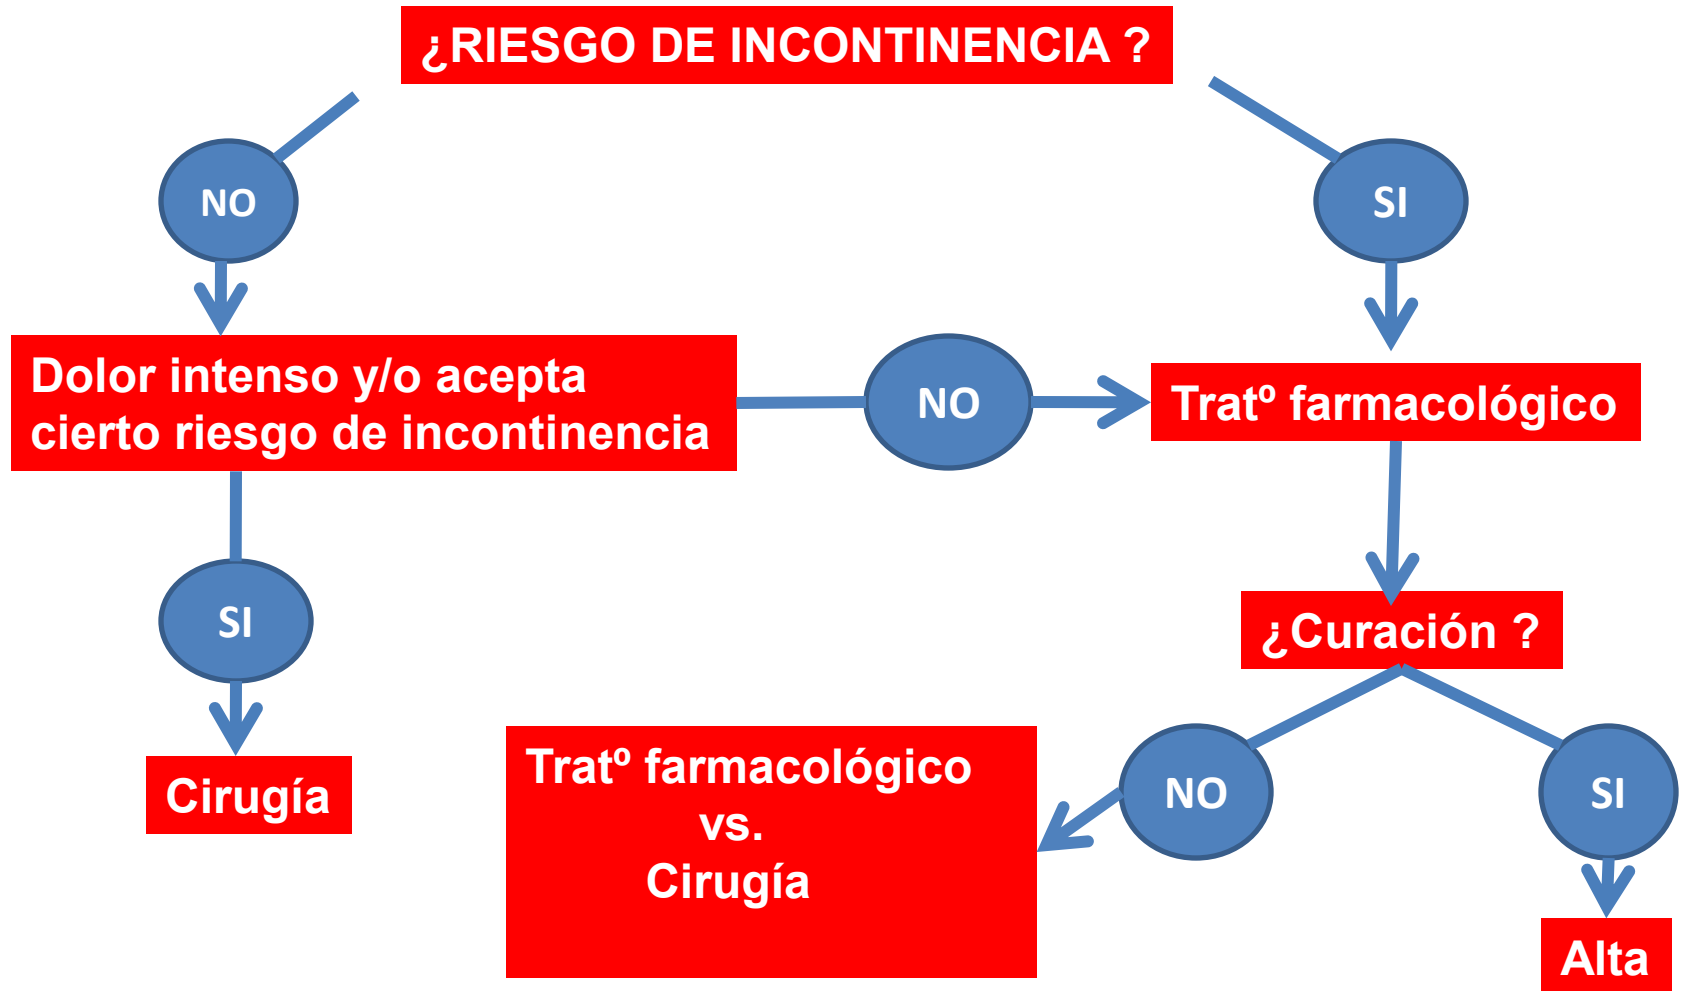 ¿RIESGO DE INCONTINENCIA ?
NO
SI
Dolor intenso y/o acepta
cierto riesgo de incontinencia
NO
Tratº farmacológico
SI
¿Curación ?
Cirugía
Tratº farmacológico
vs.
Cirugía
NO
SI
Alta